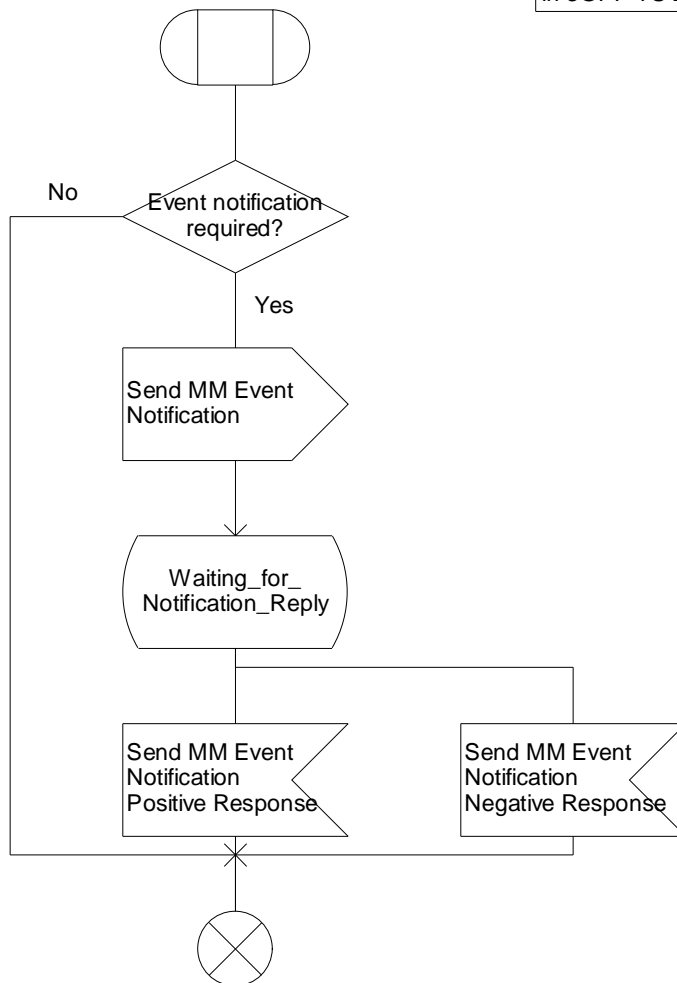 No
Event notification
required?
Yes
Send MM Event
Notification
Waiting_for_
Notification_Reply
Send MM Event
Notification
Positive Response
Send MM Event
Notification
Negative Response